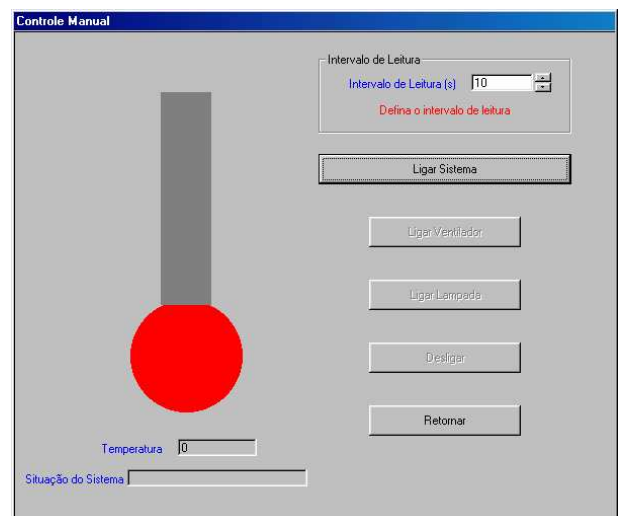 Controle Manual
Intervalo de Leitura
Intervalo de Leitura (s) 10
Defina o intervalo de leitura
Ligar Sistema
Ligar Ventilador
Ligar Lampada
Desligar
Retornar
Temperatura 0
Situação do Sistema